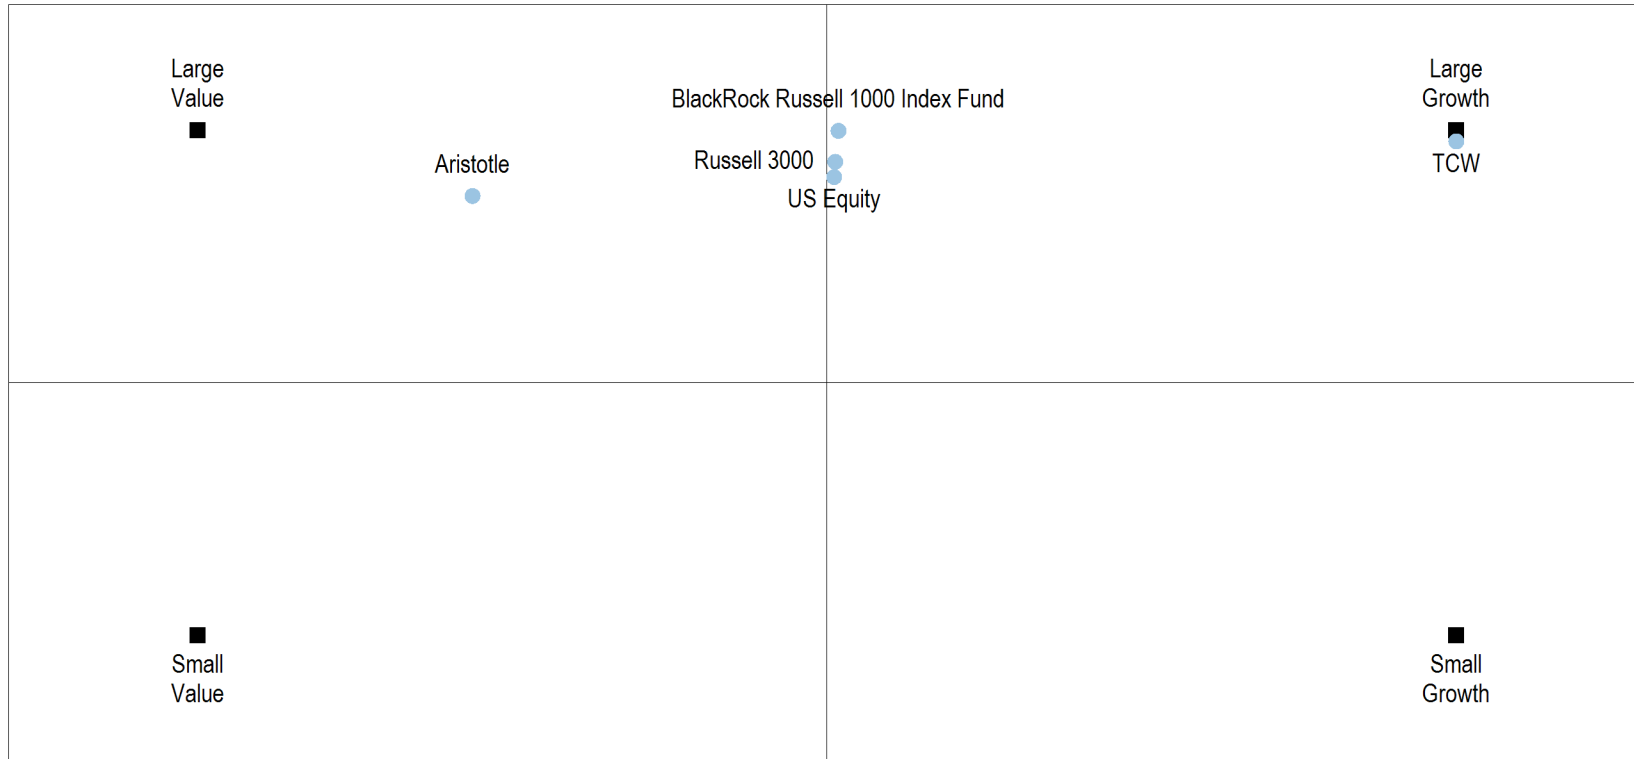 Large
Value
BlackRock Russell 1000 Index Fund
Large
Growth
Aristotle
Russell 3000
TCW
US Equity
Small
Value
Small
Growth